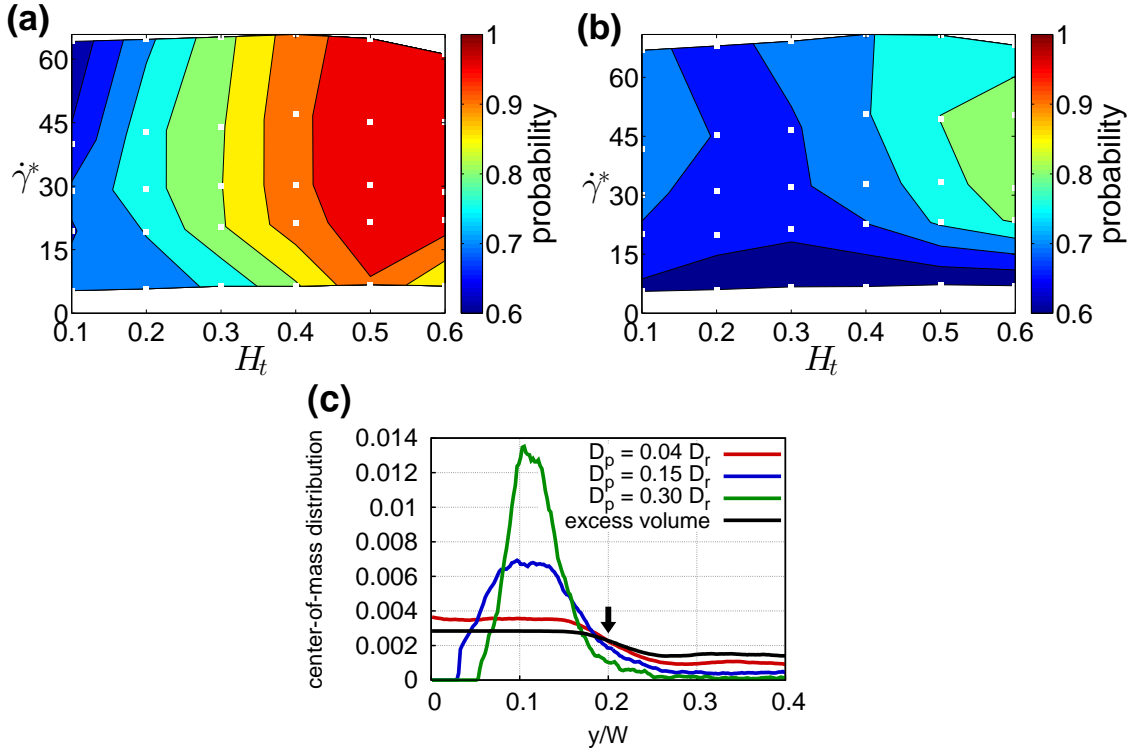 (a)
60
45
30
15
0
γ̇*
0.1 0.2 0.3 0.4 0.5 0.6
H_t
1
0.9
0.8
0.7
0.6
probability
(b)
60
45
30
15
0
γ̇*
0.1 0.2 0.3 0.4 0.5 0.6
H_t
1
0.9
0.8
0.7
0.6
probability
(c)
center-of-mass distribution
0.014
0.012
0.01
0.008
0.006
0.004
0.002
0
D_p = 0.04 D_r
D_p = 0.15 D_r
D_p = 0.30 D_r
excess volume
0 0.1 0.2 0.3 0.4
y/W